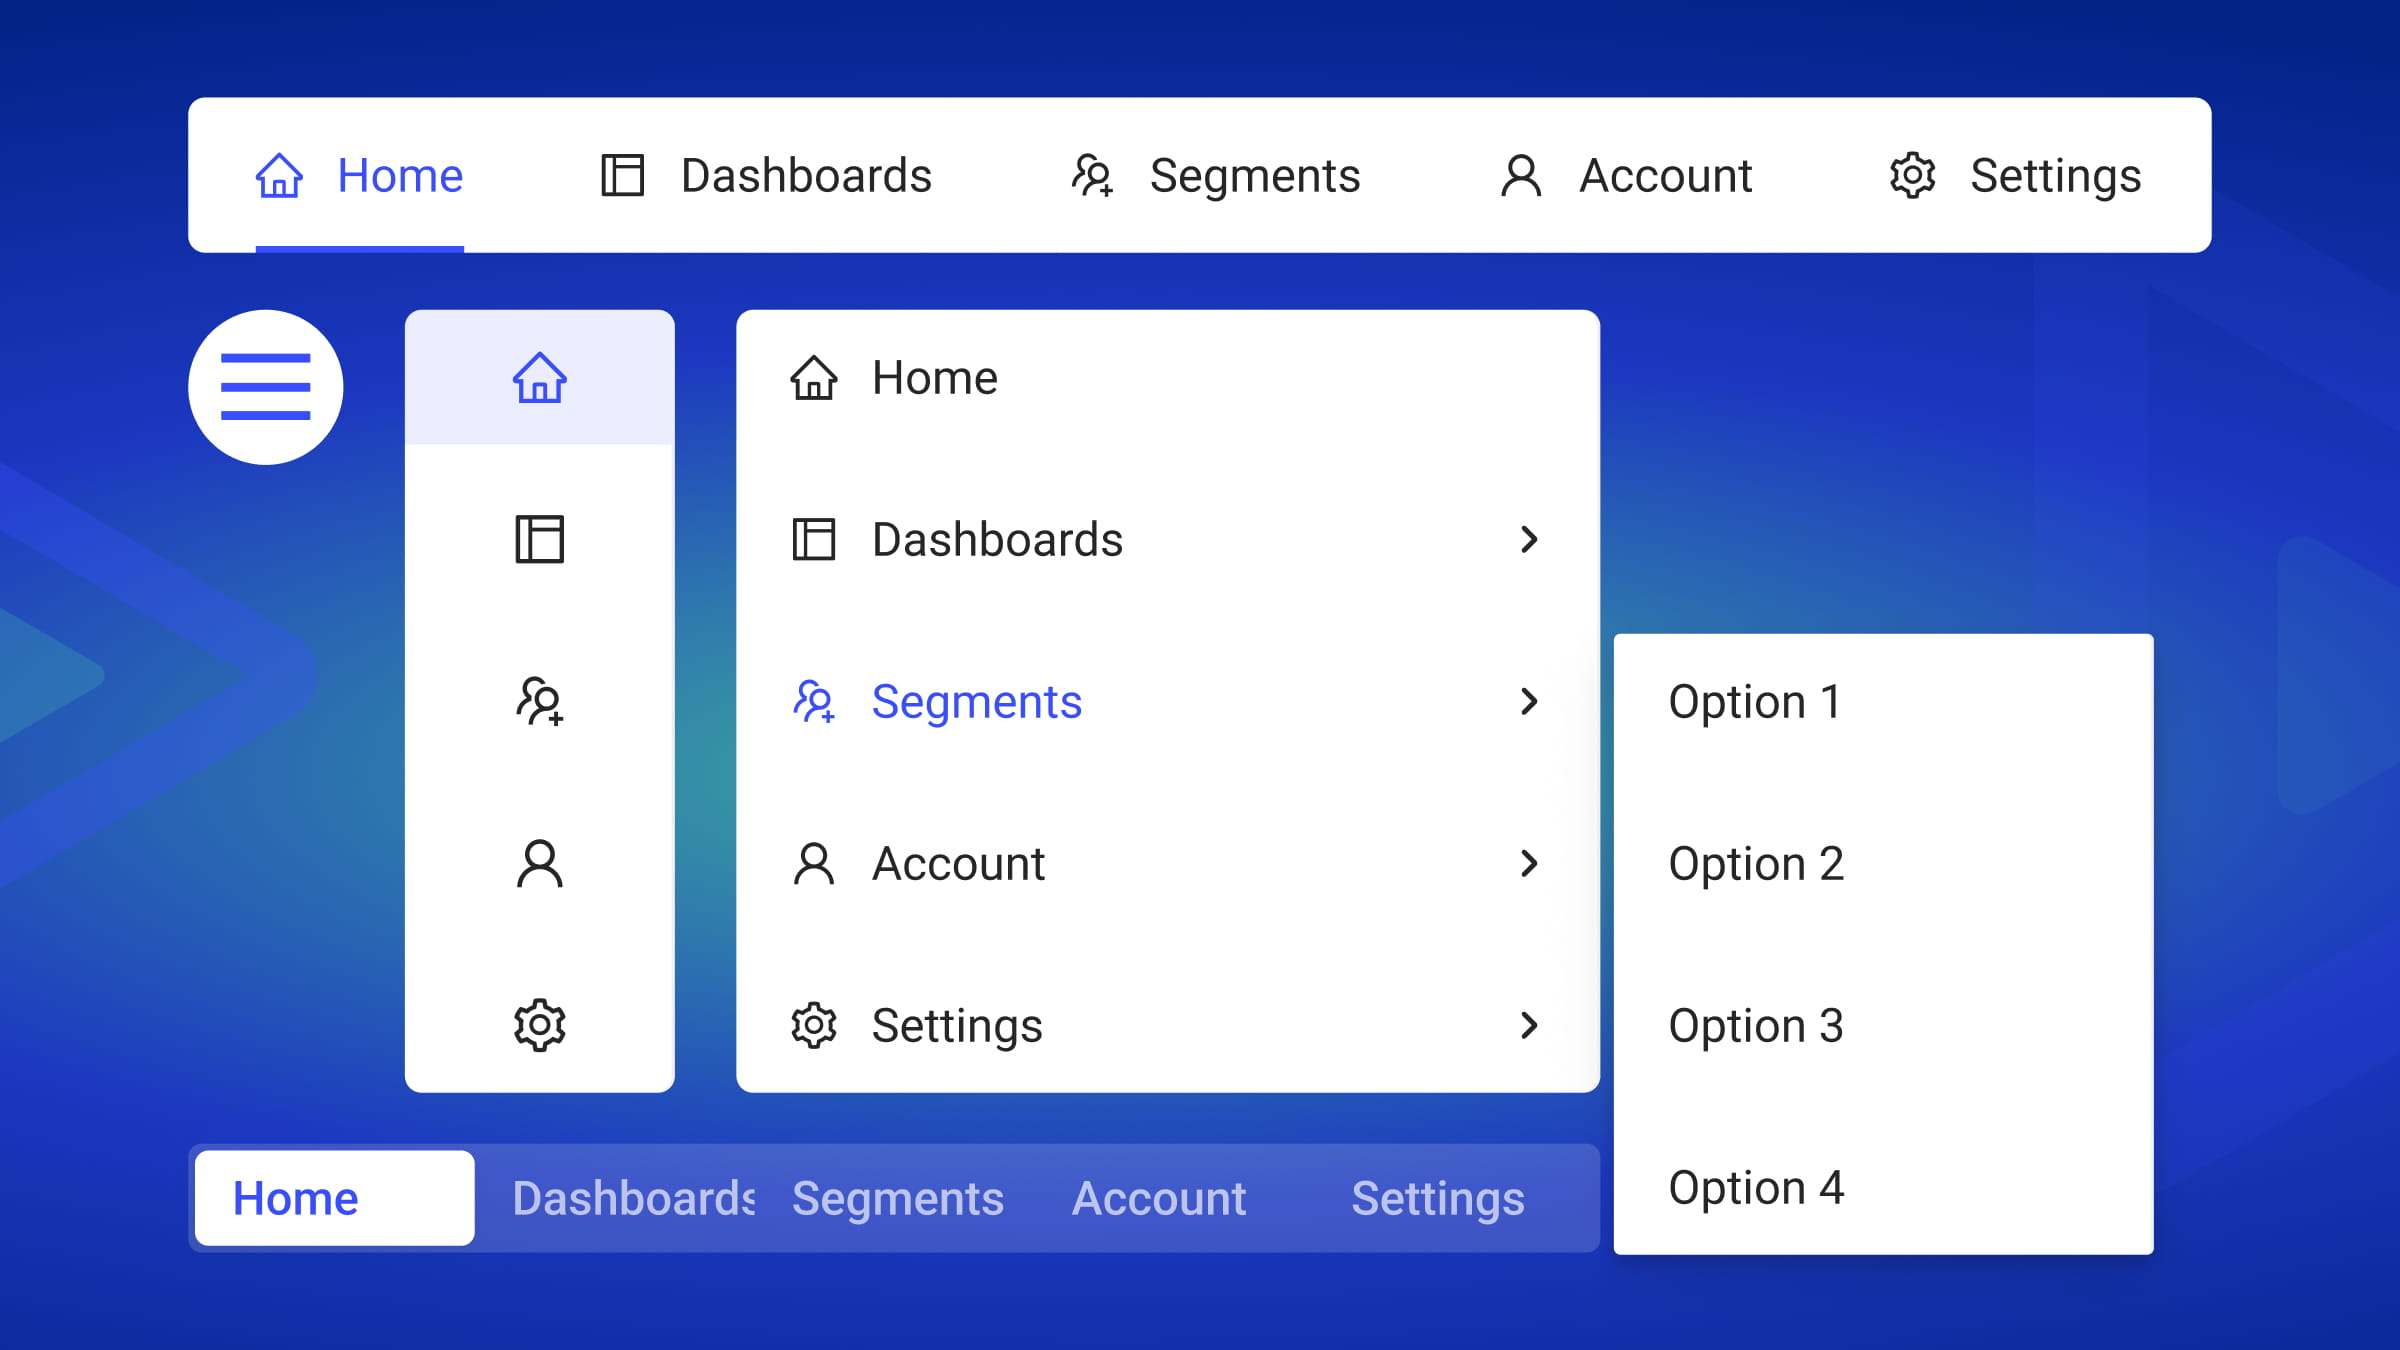 Home Dashboards Segments Account Settings
Home
Dashboards
Segments
Account
Settings
Option 1
Option 2
Option 3
Option 4
Home Dashboards Segments Account Settings